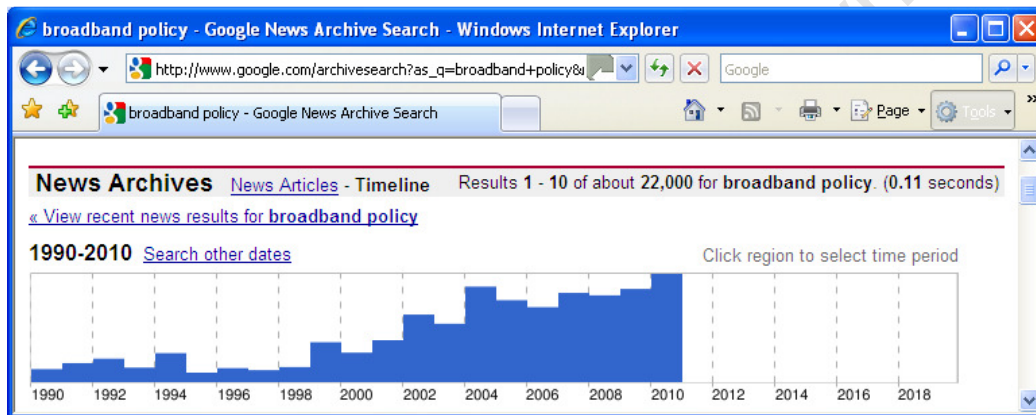 broadband policy - Google News Archive Search - Windows Internet Explorer
http://www.google.com/archivesearch?as_q=broadband+policy& Google
broadband policy - Google News Archive Search Page Tools »
News Archives News Articles - Timeline Results 1 - 10 of about 22,000 for broadband policy. (0.11 seconds)
« View recent news results for broadband policy
1990-2010 Search other dates Click region to select time period
1990 1992 1994 1996 1998 2000 2002 2004 2006 2008 2010 2012 2014 2016 2018